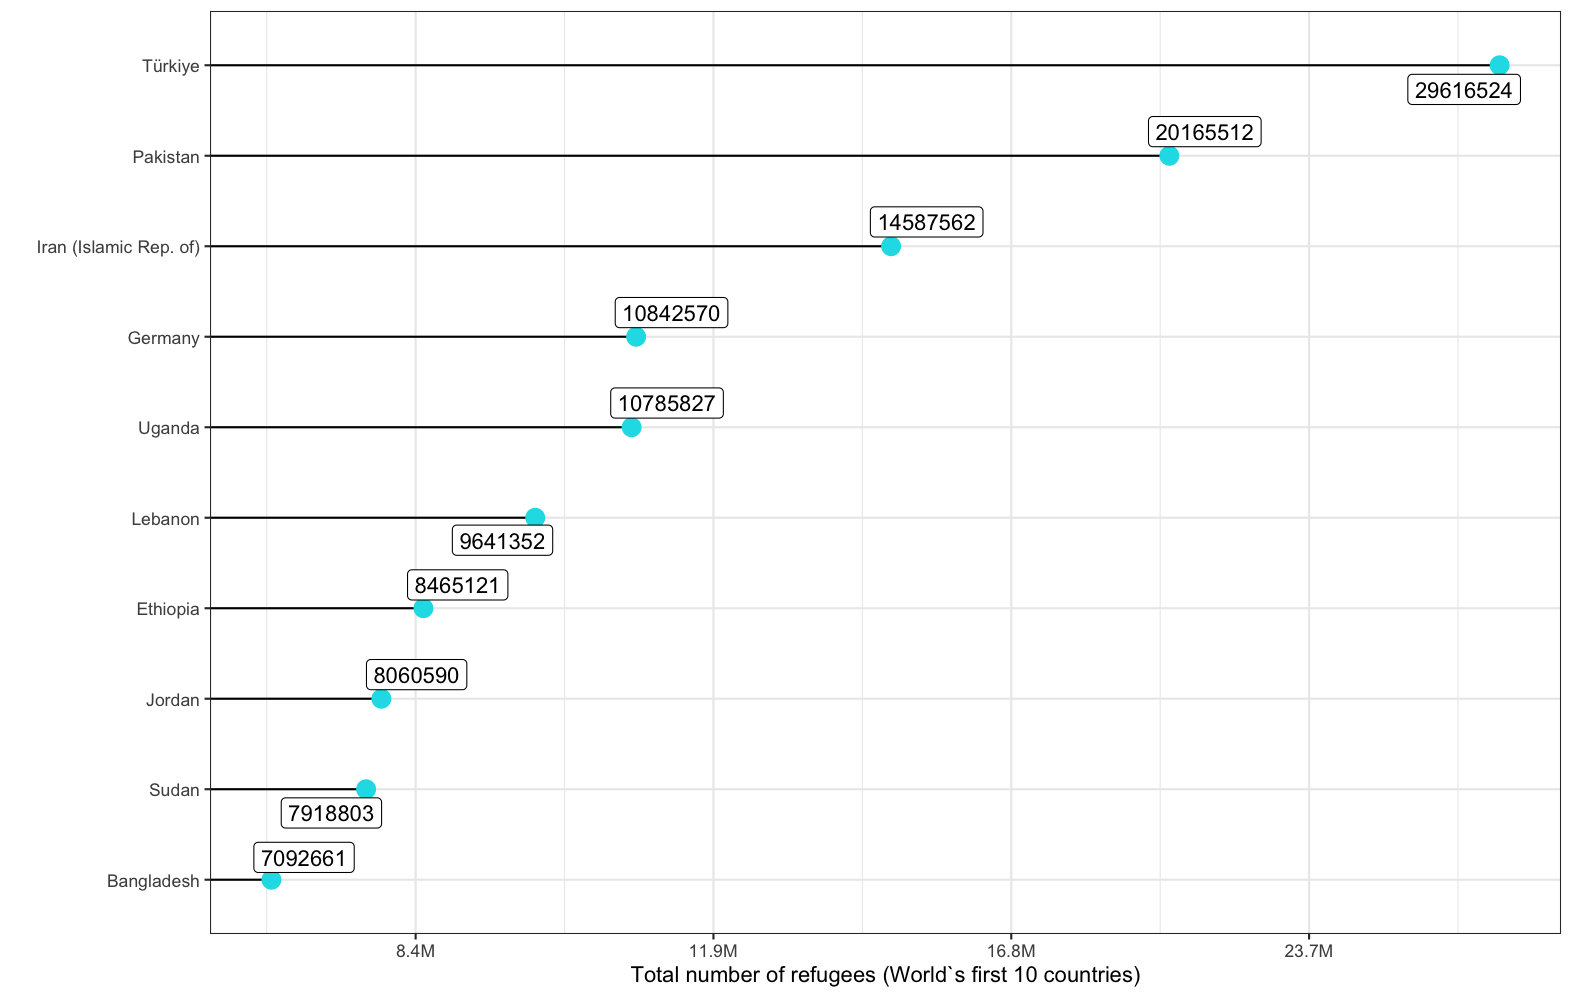 Türkiye
29616524
20165512
Pakistan
14587562
Iran (Islamic Rep. of)
10842570
Germany
10785827
Uganda
Lebanon
9641352
8465121
Ethiopia
8060590
Jordan
Sudan
7918803
7092661
Bangladesh
8.4M 11.9M 16.8M 23.7M
Total number of refugees (World`s first 10 countries)